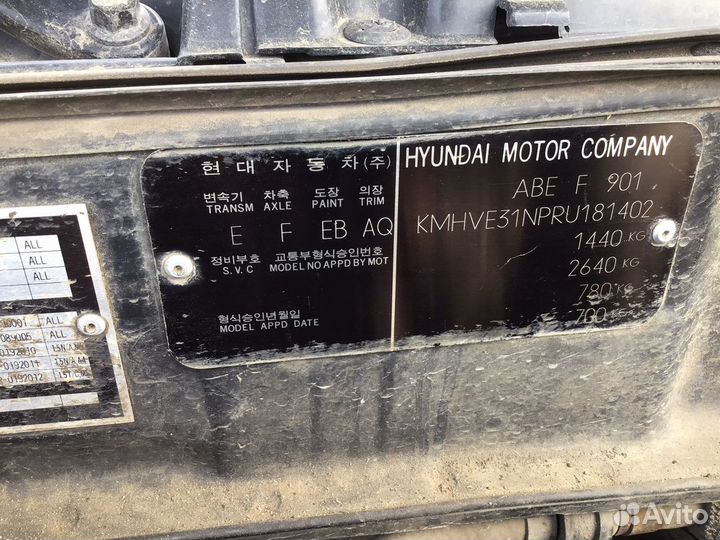 현 대 자 동 차 (주)
HYUNDAI MOTOR COMPANY
변속기 차축 도장 의장
TRANSM AXLE PAINT TRIM
E F EB AQ
정비부호 교통부형식승인번호
S.V.C MODEL NO APPD BY MOT
형식승인년월일
MODEL APPD DATE
ABE F 901
KMHVE31NPRU181402
1440 KG
2640 KG
780 KG
700
ALL
ALL
ALL
ALL
ALL
Avito